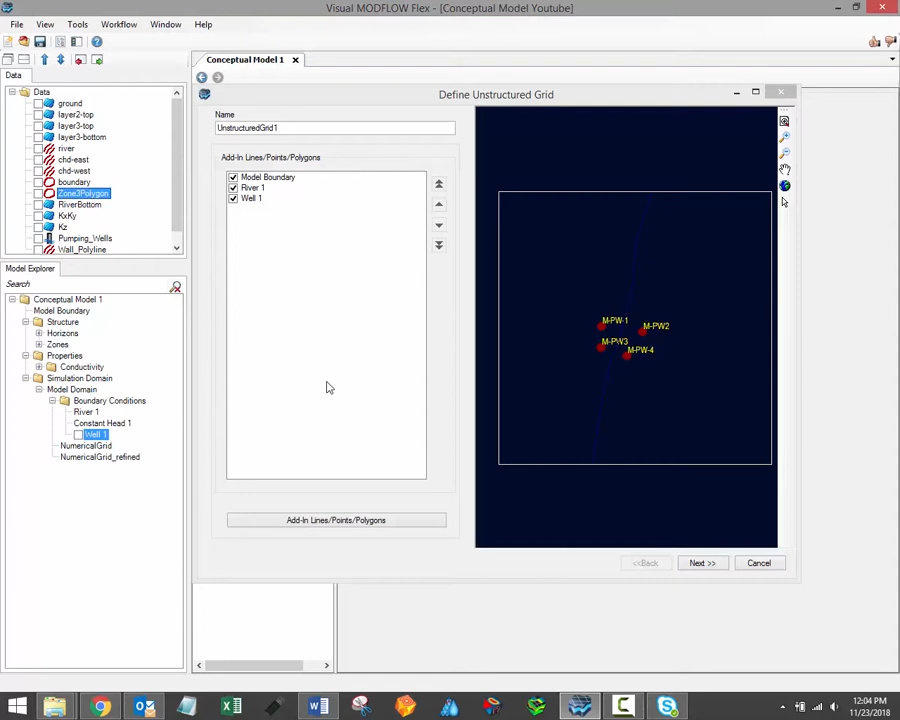 Visual MODFLOW Flex - [Conceptual Model Youtube]
File View Tools Workflow Window Help
Data
Conceptual Model 1
Data
ground
layer2-top
layer3-top
layer3-bottom
river
chd-east
chd-west
boundary
Zone3Polygon
RiverBottom
KxKy
Kz
Pumping_Wells
Wall_Polyline
Model Explorer
Search
Conceptual Model 1
Model Boundary
Structure
Horizons
Zones
Properties
Conductivity
Simulation Domain
Model Domain
Boundary Conditions
River 1
Constant Head 1
Well 1
NumericalGrid
NumericalGrid_refined
Define Unstructured Grid
Name
UnstructuredGrid1
Add-In Lines/Points/Polygons
Model Boundary
River 1
Well 1
Add-In Lines/Points/Polygons
M-PW-1
M-PW2
M-PW3
M-PW-4
<<Back Next >> Cancel
12:04 PM
11/23/2018